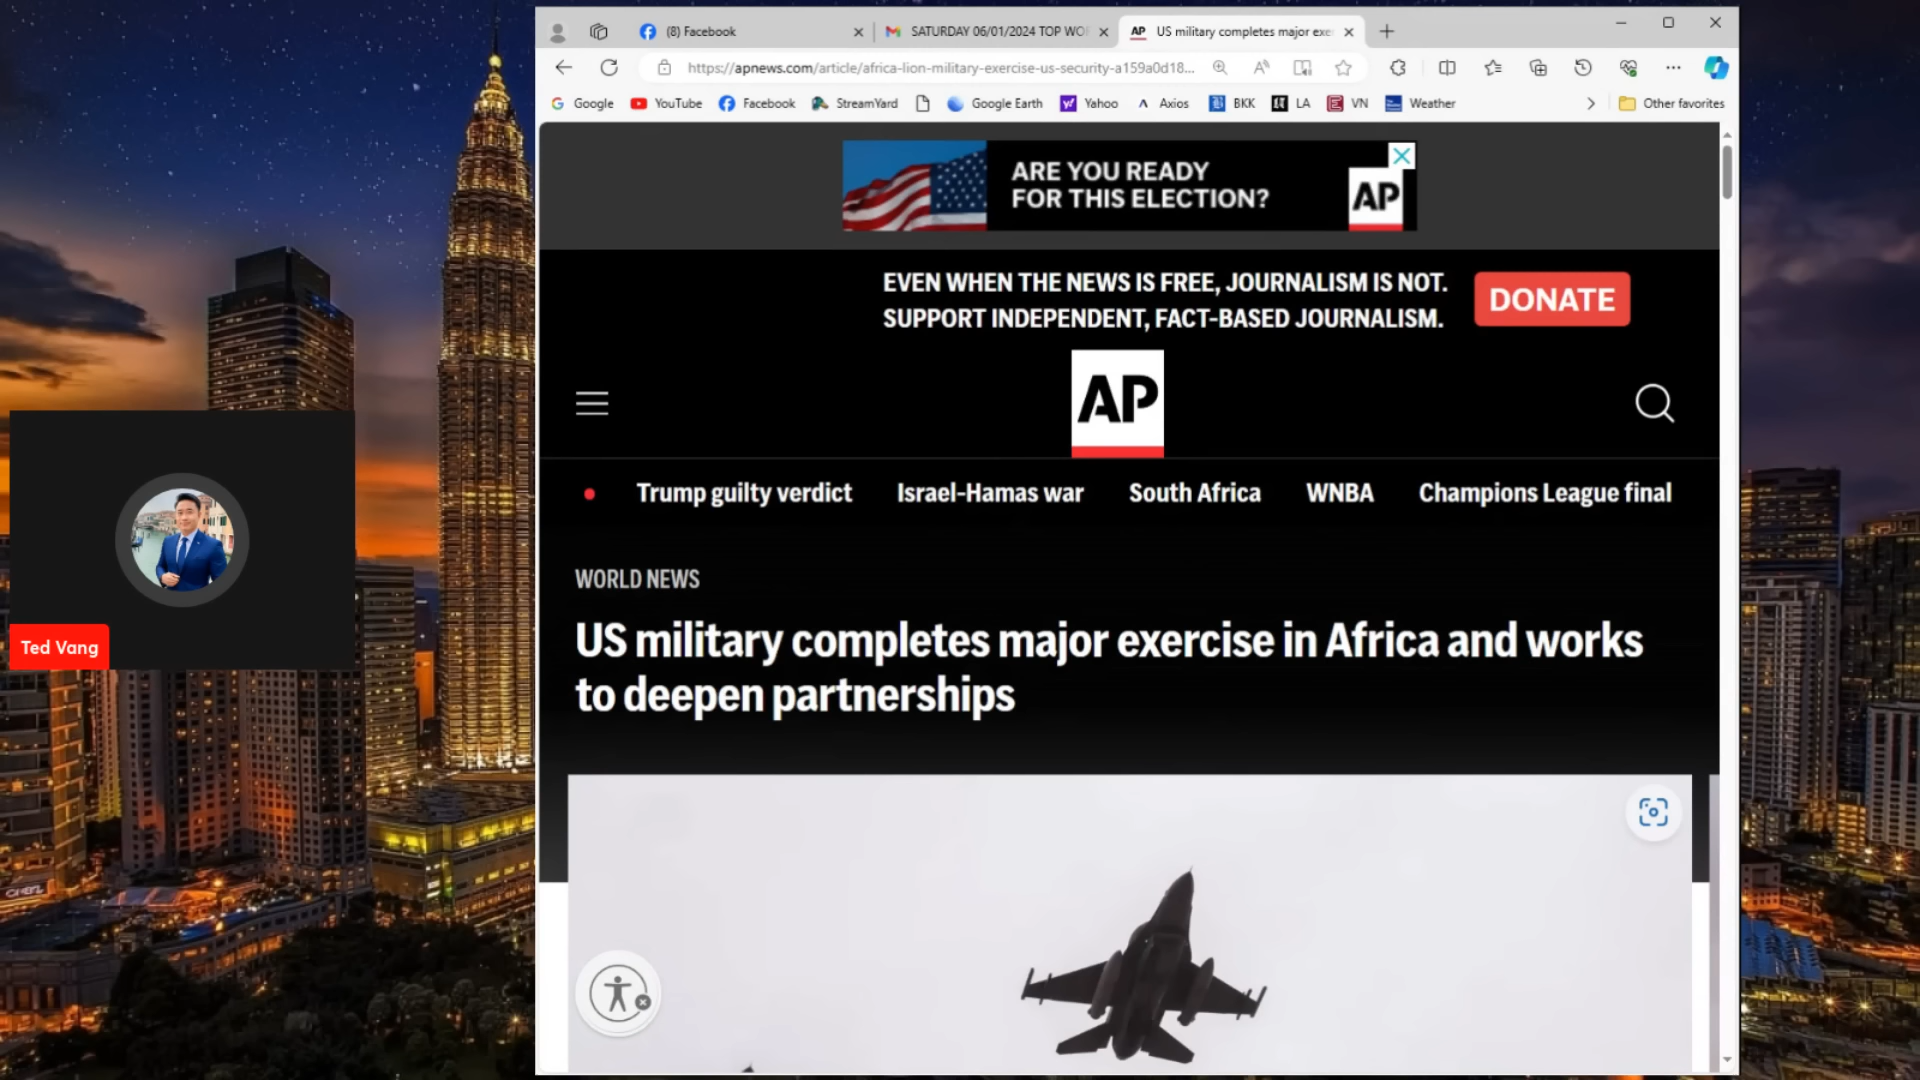 (8) Facebook
SATURDAY 06/01/2024 TOP WO
AP
US military completes major exer
https://apnews.com/article/africa-lion-military-exercise-us-security-a159a0d18...
Google
YouTube
Facebook
StreamYard
Google Earth
Yahoo
Axios
BKK
LA
VN
Weather
Other favorites
ARE YOU READY
FOR THIS ELECTION?
AP
EVEN WHEN THE NEWS IS FREE, JOURNALISM IS NOT.
SUPPORT INDEPENDENT, FACT-BASED JOURNALISM.
DONATE
AP
Trump guilty verdict
Israel-Hamas war
South Africa
WNBA
Champions League final
WORLD NEWS
US military completes major exercise in Africa and works
to deepen partnerships
Ted Vang